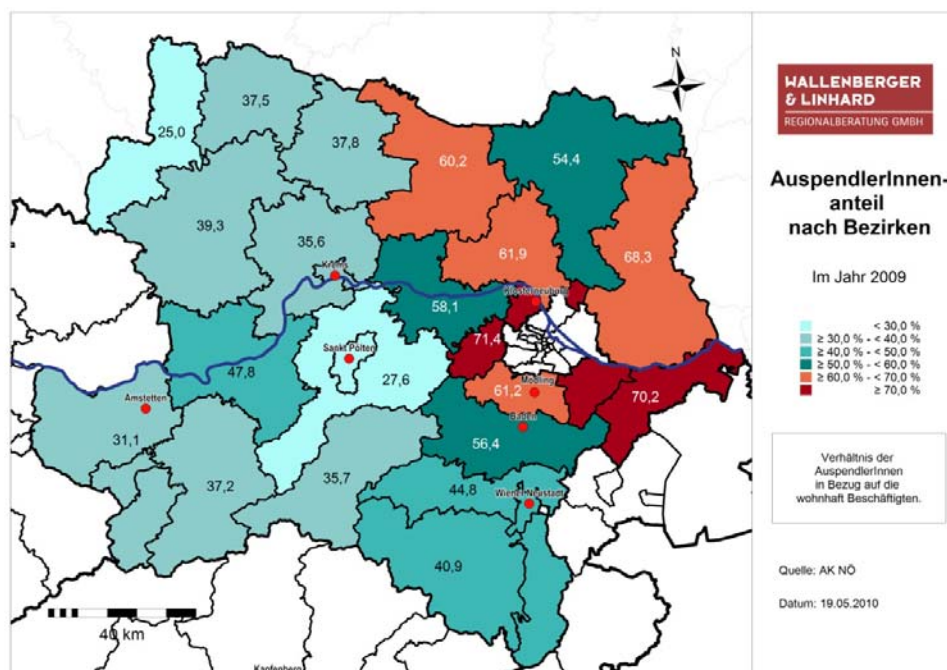 N
25,0
37,5
37,8
60,2
54,4
39,3
35,6
61,9
68,3
Krems
58,1
Klosterneuburg
71,4
Sankt Pölten
27,6
47,8
61,2
Mödling
70,2
Amstetten
31,1
Baden
56,4
37,2
35,7
44,8
Wiener Neustadt
40,9
40 km
Kapfenberg
WALLENBERGER
& LINHARD
REGIONALBERATUNG GMBH
AuspendlerInnen-
anteil
nach Bezirken
Im Jahr 2009
< 30,0 %
≥ 30,0 % - < 40,0 %
≥ 40,0 % - < 50,0 %
≥ 50,0 % - < 60,0 %
≥ 60,0 % - < 70,0 %
≥ 70,0 %
Verhältnis der
AuspendlerInnen
in Bezug auf die
wohnhaft Beschäftigten.
Quelle: AK NÖ
Datum: 19.05.2010